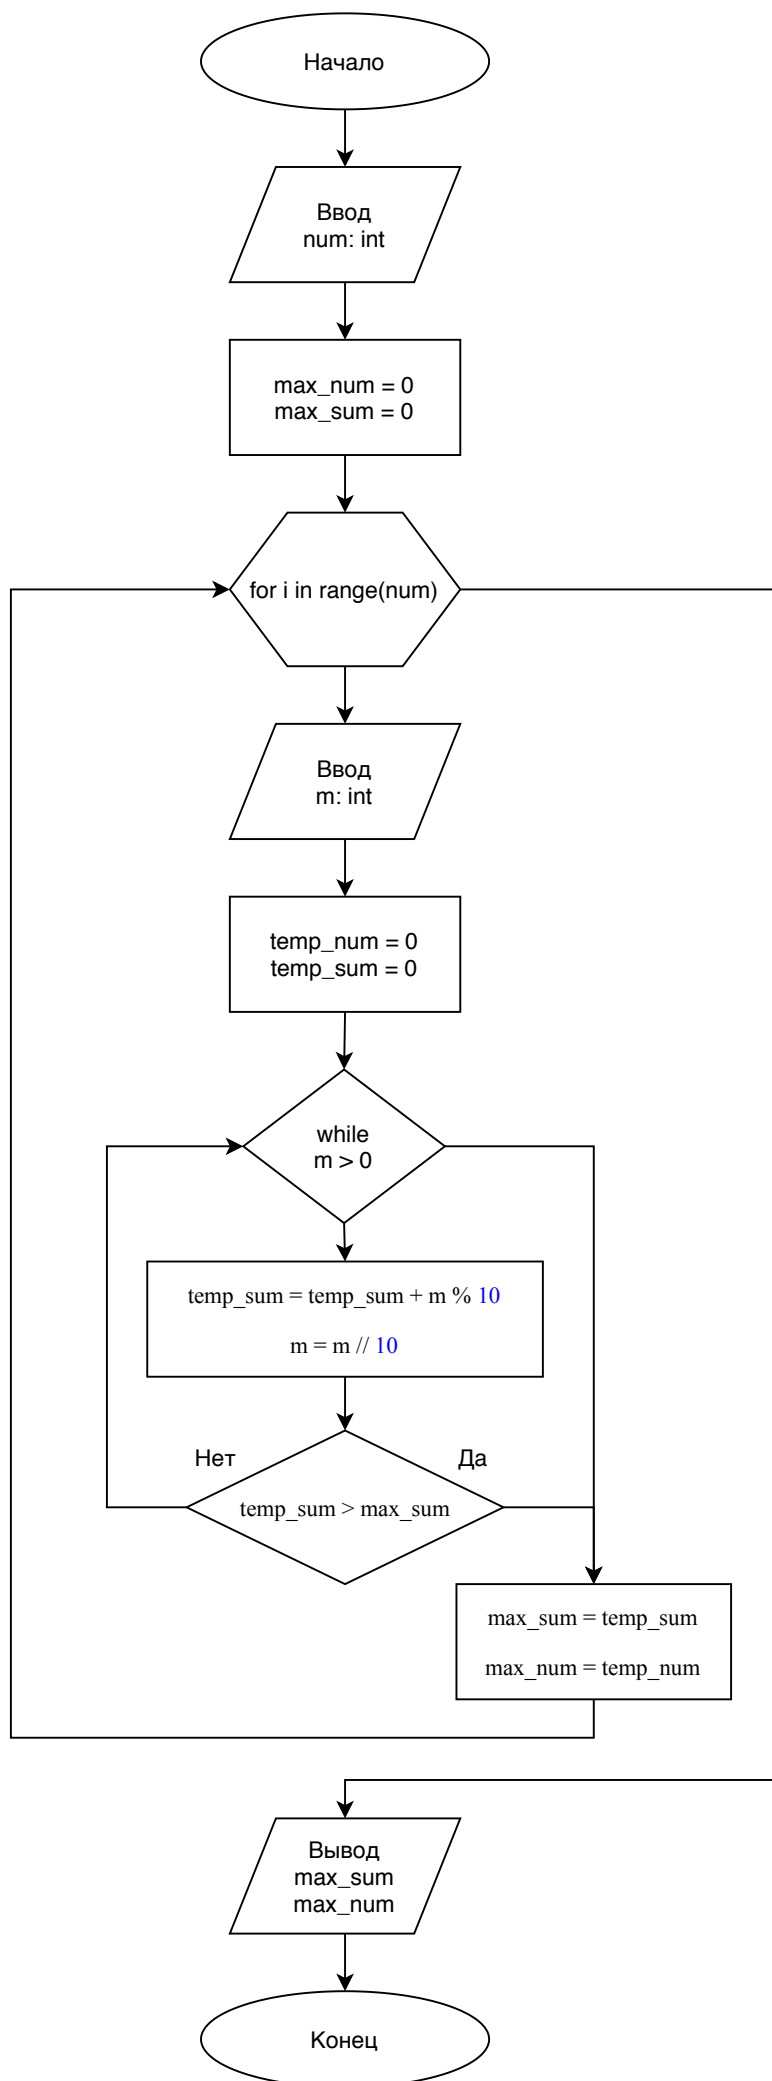 Начало
Ввод
num: int
max_num = 0
max_sum = 0
for i in range(num)
Ввод
m: int
temp_num = 0
temp_sum = 0
while
m > 0
temp_sum = temp_sum + m % 10
m = m // 10
Нет
Да
temp_sum > max_sum
max_sum = temp_sum
max_num = temp_num
Вывод
max_sum
max_num
Конец